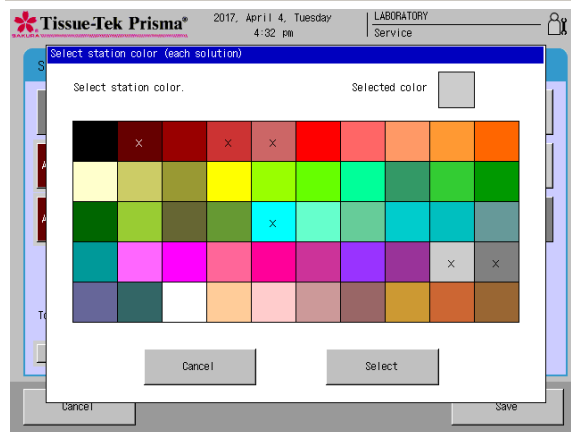 Tissue-Tek Prisma®
SAKURA
2017, April 4, Tuesday
4:32 pm
LABORATORY
Service
S
Select station color (each solution)
Select station color.
Selected color
x x x
A
A
x
x x
To
Cancel
Select
Cancel
Save